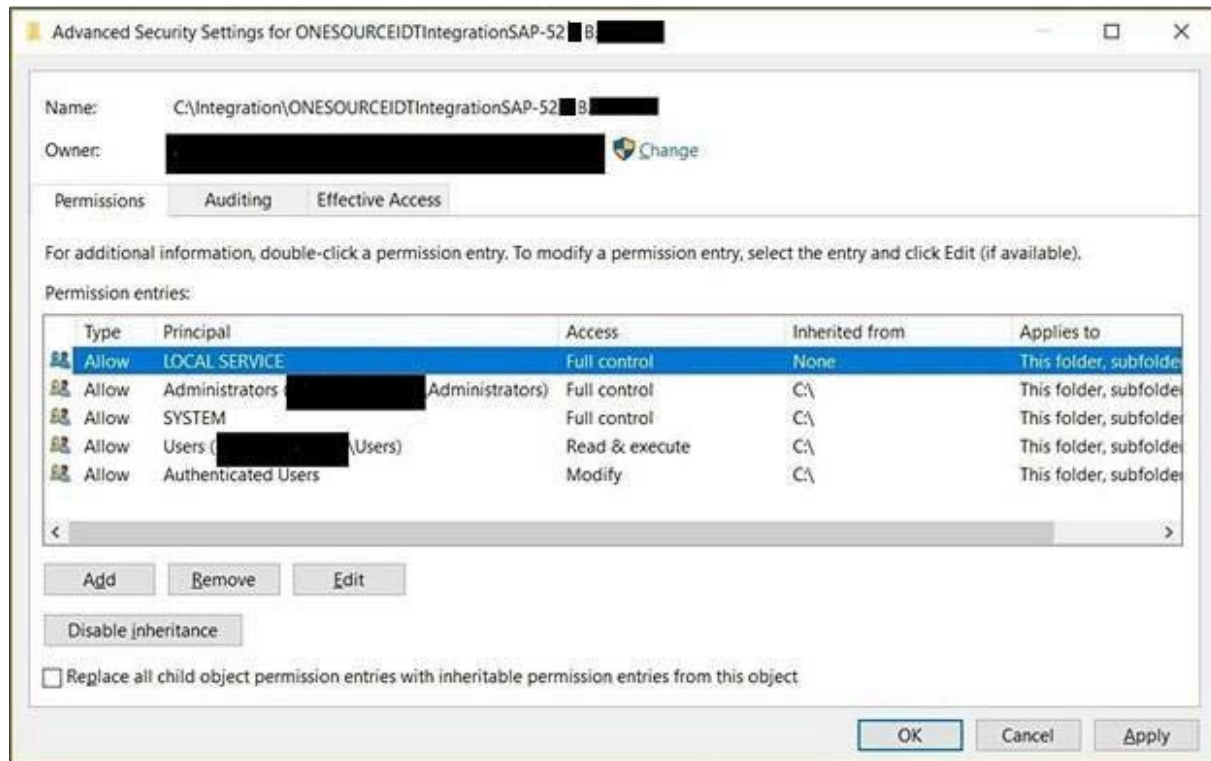 Advanced Security Settings for ONESOURCEIDTIntegrationSAP-52 B.
Name: C:\Integration\ONESOURCEIDTIntegrationSAP-52 B.
Owner: Change
Permissions Auditing Effective Access
For additional information, double-click a permission entry. To modify a permission entry, select the entry and click Edit (if available).
Permission entries:
Type Principal Access Inherited from Applies to
Allow LOCAL SERVICE Full control None This folder, subfolde
Allow Administrators ( Administrators) Full control C:\ This folder, subfolde
Allow SYSTEM Full control C:\ This folder, subfolde
Allow Users ( \Users) Read & execute C:\ This folder, subfolde
Allow Authenticated Users Modify C:\ This folder, subfolde
Add Remove Edit
Disable inheritance
Replace all child object permission entries with inheritable permission entries from this object
OK Cancel Apply